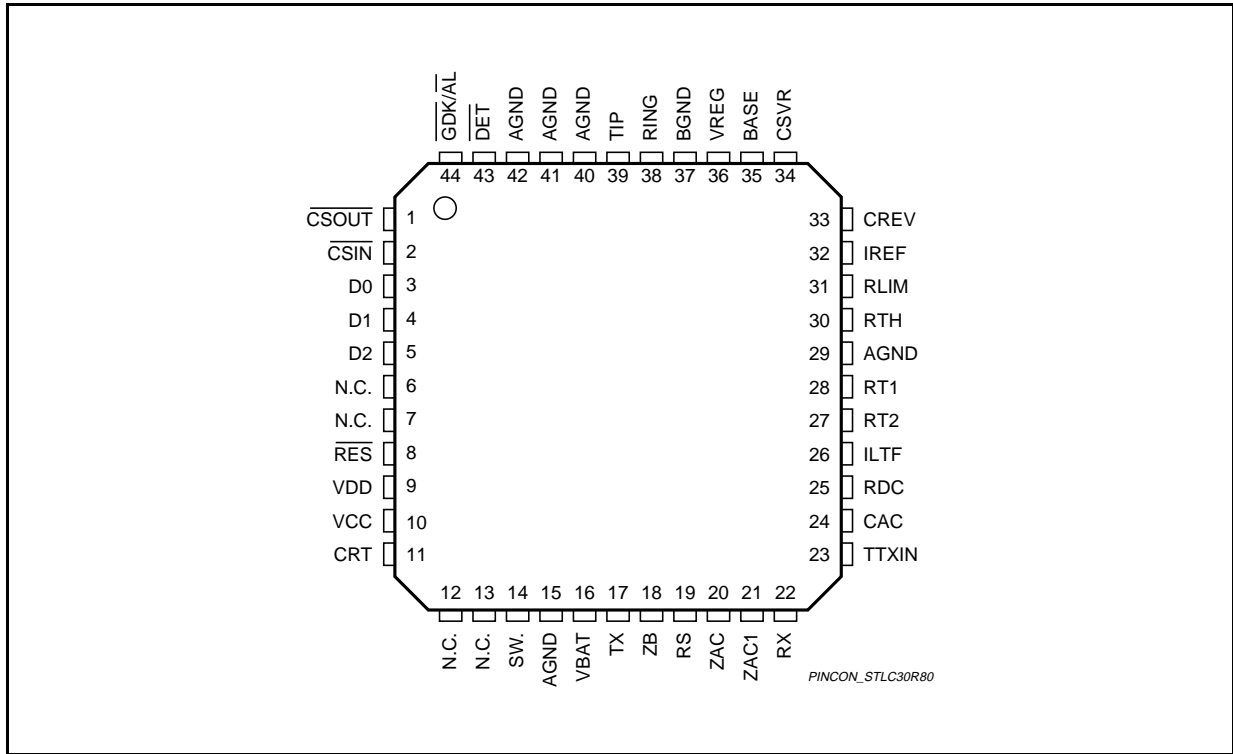 GDK/AL DET AGND AGND AGND TIP RING BGND VREG BASE CSVR
44 43 42 41 40 39 38 37 36 35 34
CSOUT 1 33 CREV
CSIN 2 32 IREF
D0 3 31 RLIM
D1 4 30 RTH
D2 5 29 AGND
N.C. 6 28 RT1
N.C. 7 27 RT2
RES 8 26 ILTF
VDD 9 25 RDC
VCC 10 24 CAC
CRT 11 23 TTXIN
12 13 14 15 16 17 18 19 20 21 22
N.C. N.C. SW. AGND VBAT TX ZB RS ZAC ZAC1 RX
PINCON_STLC30R80